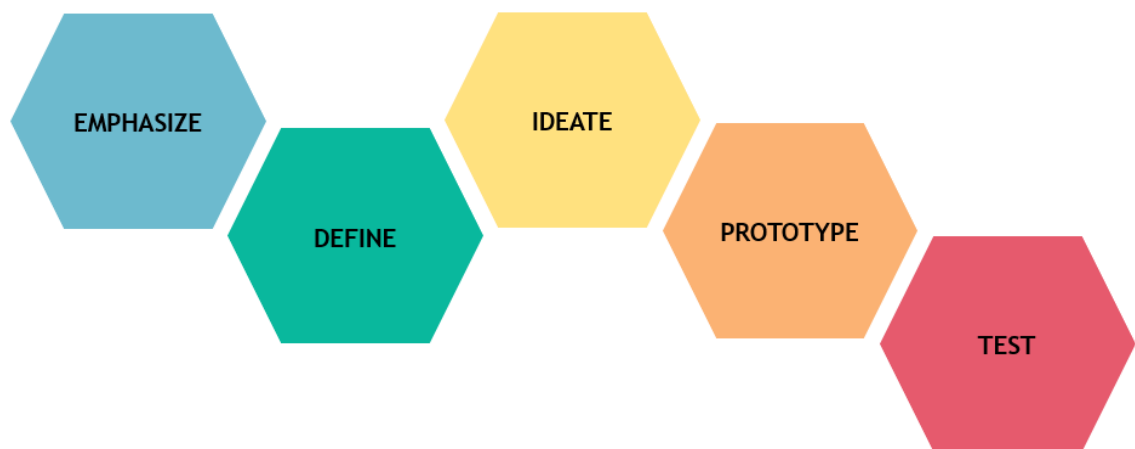 EMPHASIZE
DEFINE
IDEATE
PROTOTYPE
TEST